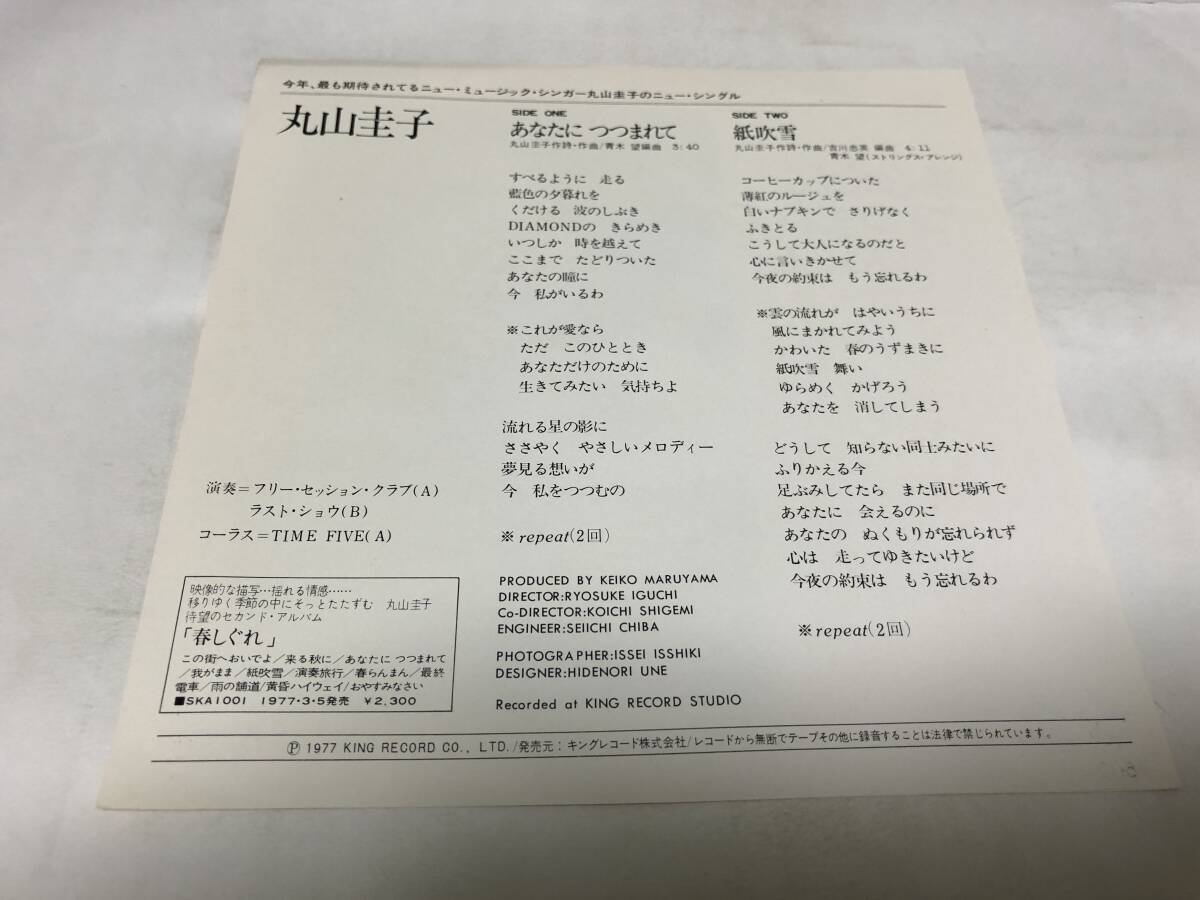 今年、最も期待されてるニュー・ミュージック・シンガー丸山圭子のニュー・シングル
丸山圭子
SIDE ONE
あなたに つつまれて
丸山圭子作詩・作曲/青木 望編曲 3:40
すべるように 走る
藍色の夕暮れを
くだける 波のしぶき
DIAMONDの きらめき
いつしか 時を越えて
ここまで たどりついた
あなたの瞳に
今 私がいるわ
※これが愛なら
ただ このひととき
あなただけのために
生きてみたい 気持ちよ
流れる星の影に
ささやく やさしいメロディー
夢見る想いが
今 私をつつむの
※repeat(2回)
SIDE TWO
紙吹雪
丸山圭子作詩・作曲/吉川忠英 編曲 4:11
青木 望(ストリングス・アレンジ)
コーヒーカップについた
薄紅のルージュを
白いナプキンで さりげなく
ふきとる
こうして大人になるのだと
心に言いきかせて
今夜の約束は もう忘れるわ
※雲の流れが はやいうちに
風にまかれてみよう
かわいた 春のうずまきに
紙吹雪 舞い
ゆらめく かげろう
あなたを 消してしまう
どうして 知らない同士みたいに
ふりかえる今
足ぶみしてたら また同じ場所で
あなたに 会えるのに
あなたの ぬくもりが忘れられず
心は 走ってゆきたいけど
今夜の約束は もう忘れるわ
※repeat(2回)
演奏=フリー・セッション・クラブ(A)
ラスト・ショウ(B)
コーラス=TIME FIVE(A)
映像的な描写…揺れる情感……
移りゆく季節の中にそっとたたずむ 丸山圭子
待望のセカンド・アルバム
「春しぐれ」
この街へおいでよ/来る秋に/あなたに つつまれて
/我がまま/紙吹雪/演奏旅行/春らんまん/最終
電車/雨の舗道/黄昏ハイウェイ/おやすみなさい
■SKA1001 1977・3・5発売 ¥2,300
PRODUCED BY KEIKO MARUYAMA
DIRECTOR:RYOSUKE IGUCHI
Co-DIRECTOR:KOICHI SHIGEMI
ENGINEER:SEIICHI CHIBA
PHOTOGRAPHER:ISSEI ISSHIKI
DESIGNER:HIDENORI UNE
Recorded at KING RECORD STUDIO
Ⓟ 1977 KING RECORD CO., LTD./発売元:キングレコード株式会社/レコードから無断でテープその他に録音することは法律で禁じられています。